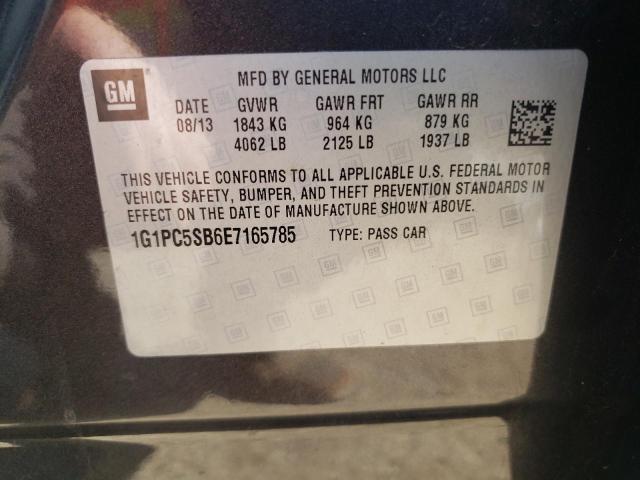 GM
MFD BY GENERAL MOTORS LLC
DATE GVWR GAWR FRT GAWR RR
08/13 1843 KG 964 KG 879 KG
4062 LB 2125 LB 1937 LB
THIS VEHICLE CONFORMS TO ALL APPLICABLE U.S. FEDERAL MOTOR
VEHICLE SAFETY, BUMPER, AND THEFT PREVENTION STANDARDS IN
EFFECT ON THE DATE OF MANUFACTURE SHOWN ABOVE.
1G1PC5SB6E7165785 TYPE: PASS CAR